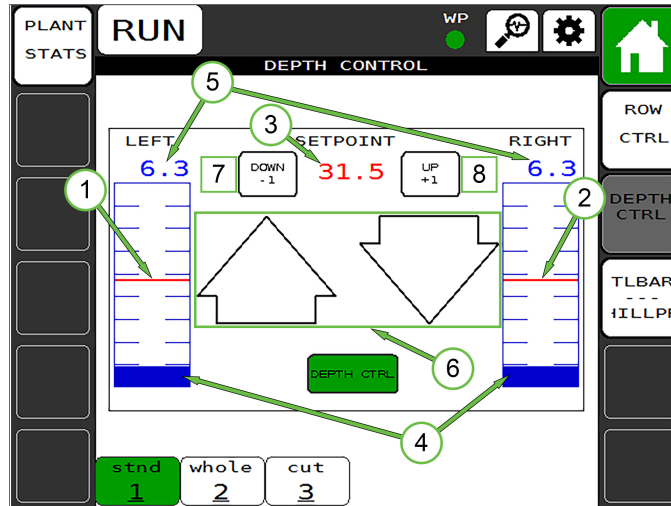 PLANT
STATS
RUN
WP
DEPTH CONTROL
5
3
LEFT
SETPOINT
RIGHT
ROW
CTRL
6.3
7
DOWN
-1
31.5
UP
+1
8
6.3
1
2
DEPTH
CTRL
TLBAR
---
6
DEPTH CTRL
4
stnd
1
whole
2
cut
3